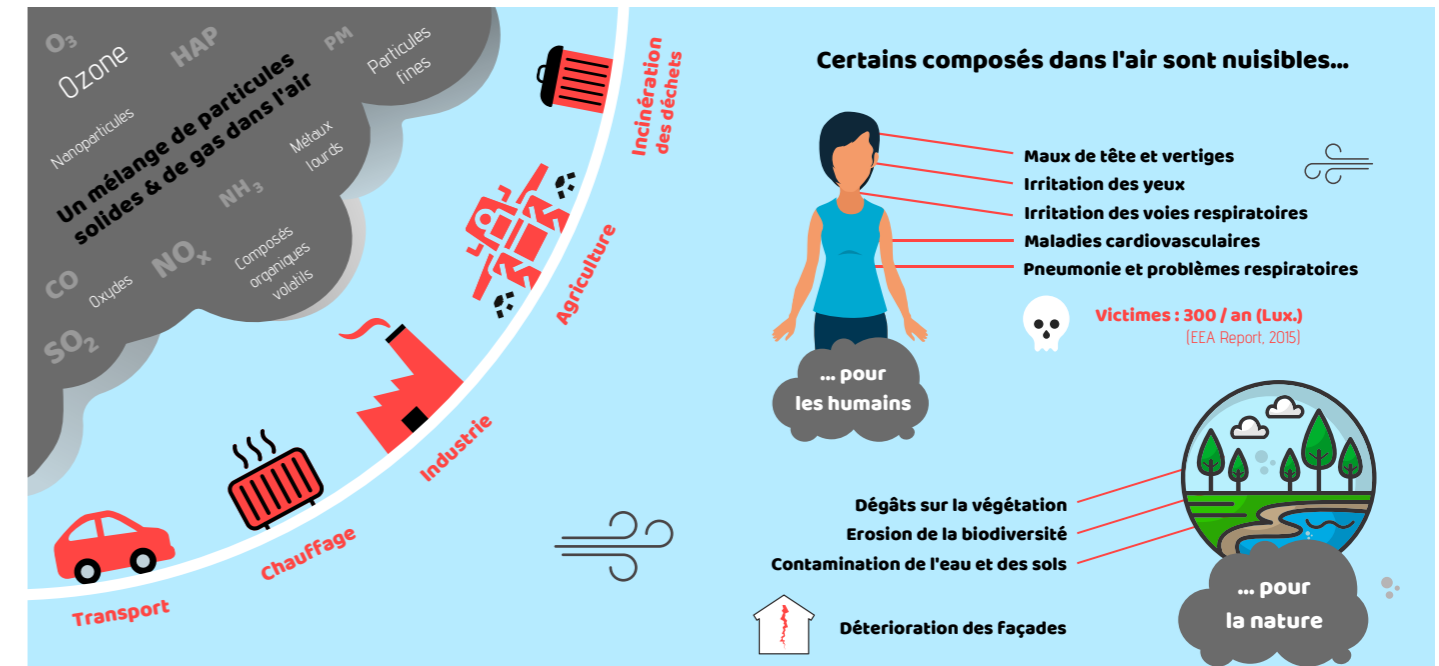 O₃
Ozone
HAP
PM
Particules
fines
Nanoparticules
Un mélange de particules
solides & de gas dans l'air
Métaux
lourds
NH₃
CO
Oxydes
NOₓ
Composés
organiques
volatils
SO₂
Incinération
des déchets
Agriculture
Industrie
Chauffage
Transport
Certains composés dans l'air sont nuisibles...
Maux de tête et vertiges
Irritation des yeux
Irritation des voies respiratoires
Maladies cardiovasculaires
Pneumonie et problèmes respiratoires
Victimes : 300 / an (Lux.)
(EEA Report, 2015)
... pour
les humains
Dégâts sur la végétation
Erosion de la biodiversité
Contamination de l'eau et des sols
... pour
la nature
Déterioration des façades